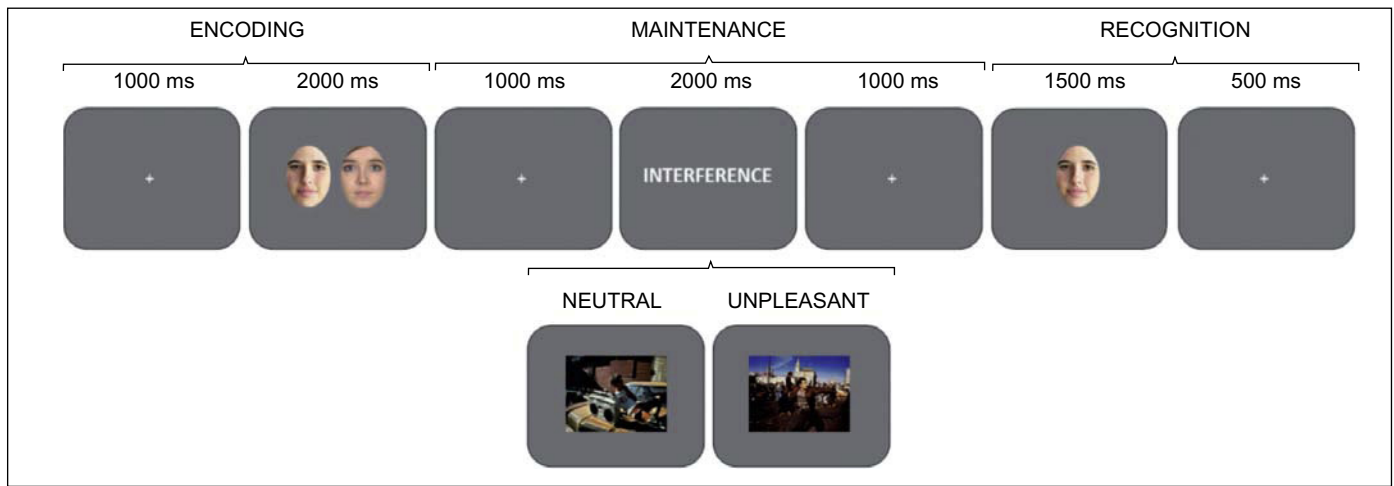 ENCODING MAINTENANCE RECOGNITION
1000 ms 2000 ms 1000 ms 2000 ms 1000 ms 1500 ms 500 ms
+ + INTERFERENCE + +
NEUTRAL UNPLEASANT